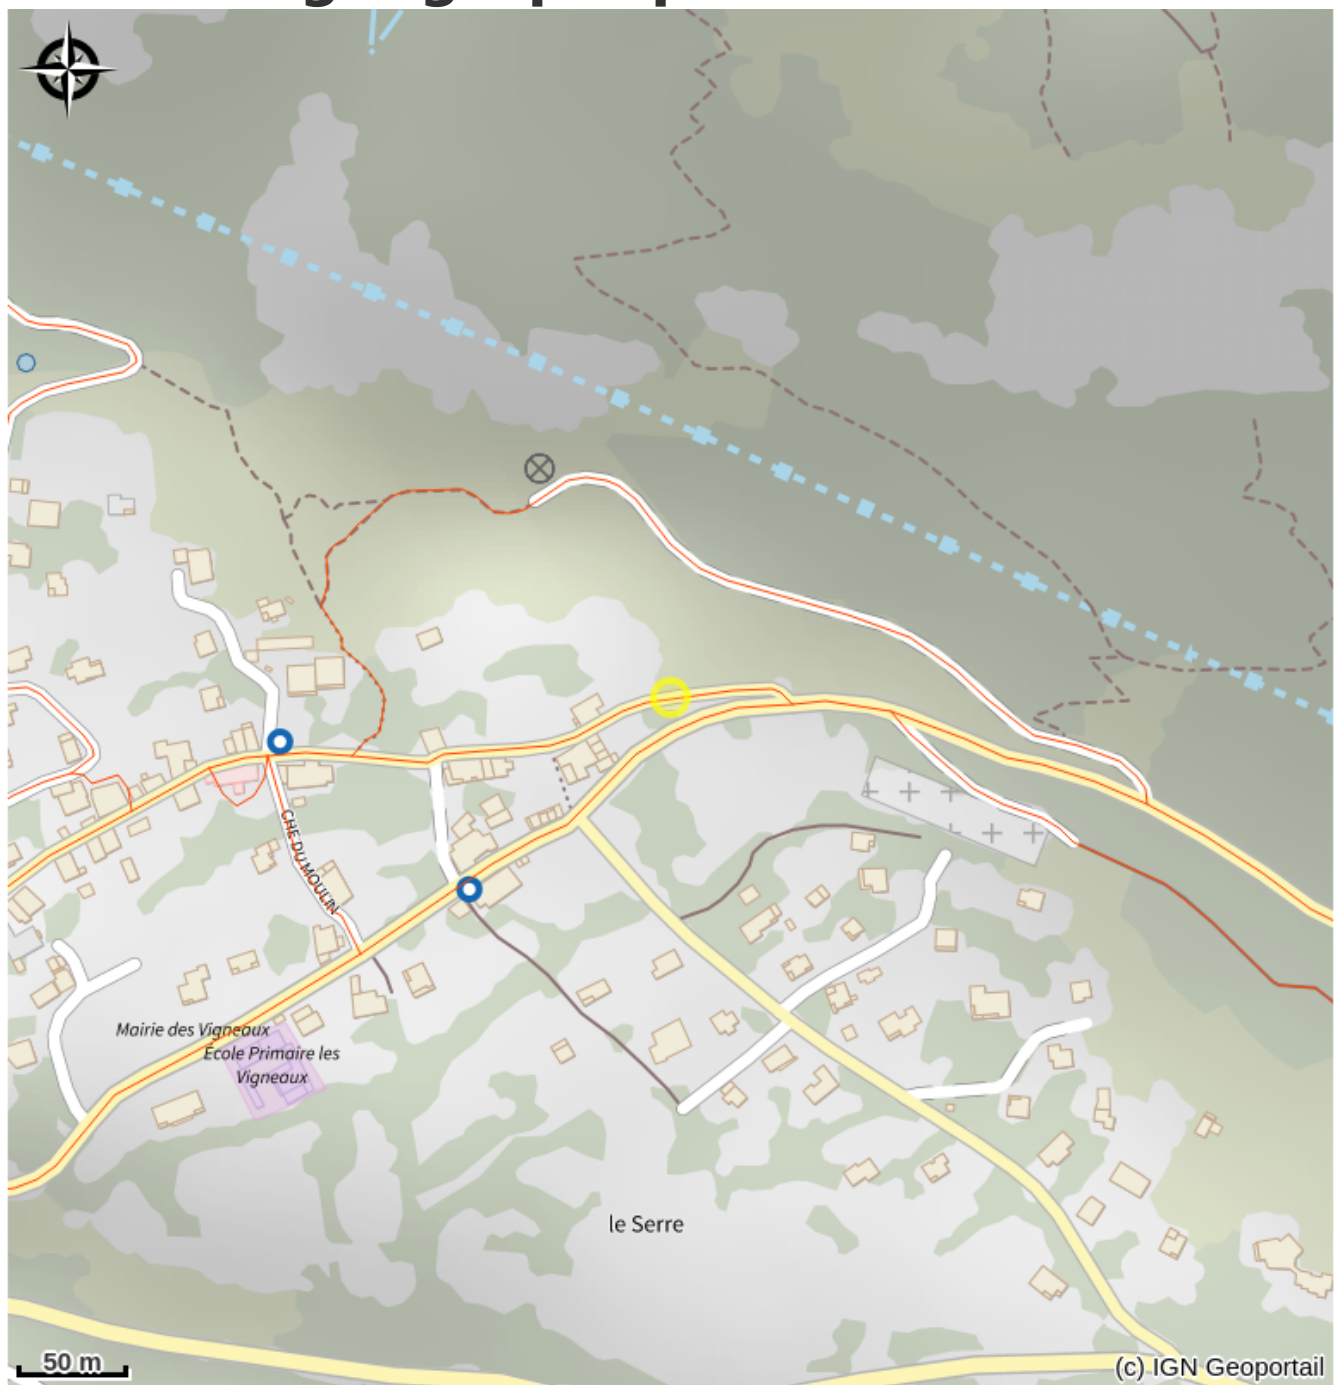 CHE DU MOULIN
Mairie des Vigneaux
École Primaire les
Vigneaux
le Serre
50 m
(c) IGN Geoportail